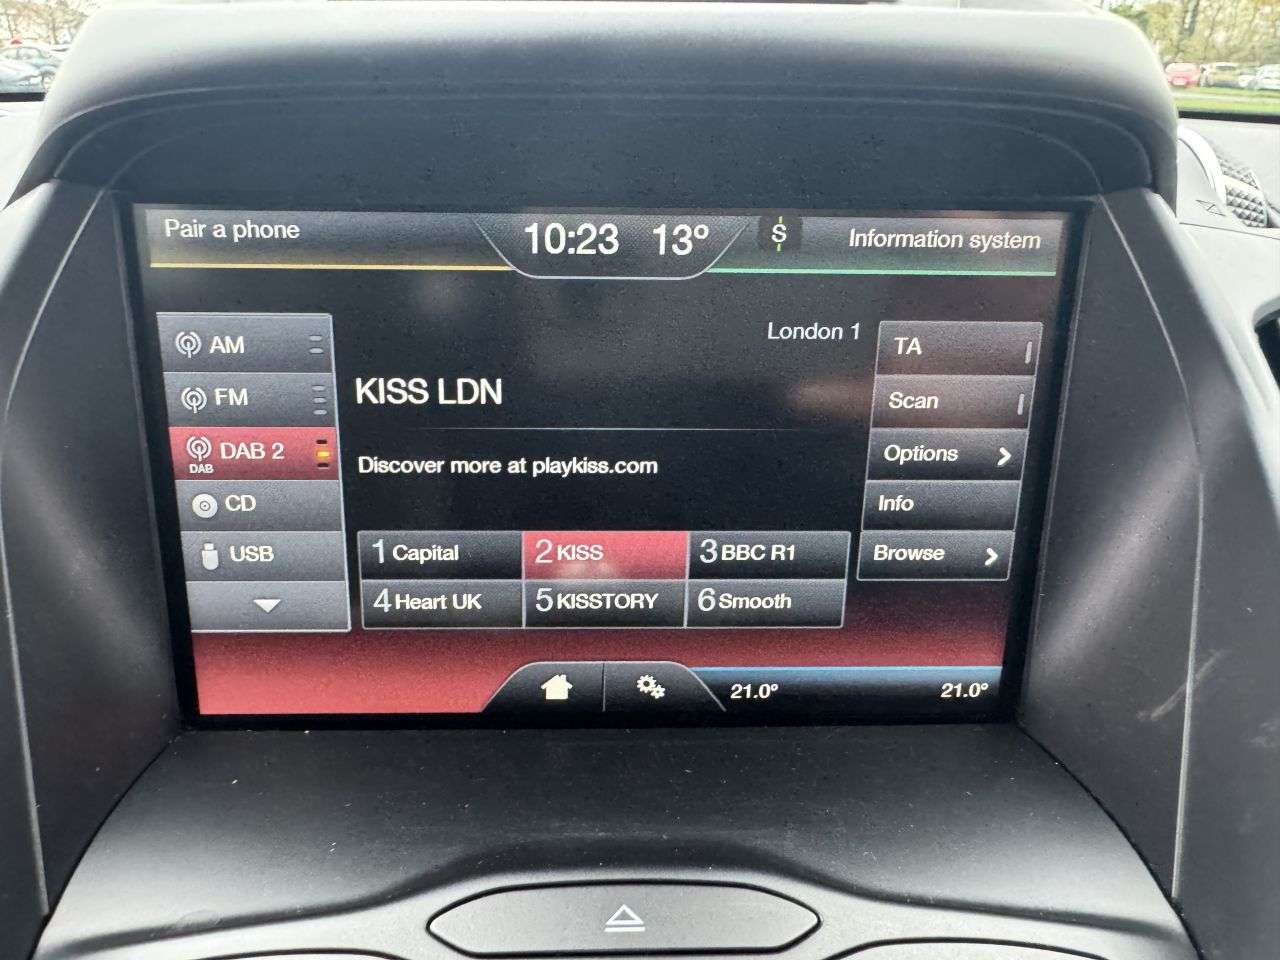 Pair a phone
10:23 13°
S
Information system
London 1
AM
FM
DAB 2
DAB
CD
USB
KISS LDN
Discover more at playkiss.com
1 Capital
2 KISS
3 BBC R1
4 Heart UK
5 KISSTORY
6 Smooth
TA
Scan
Options
Info
Browse
21.0°
21.0°